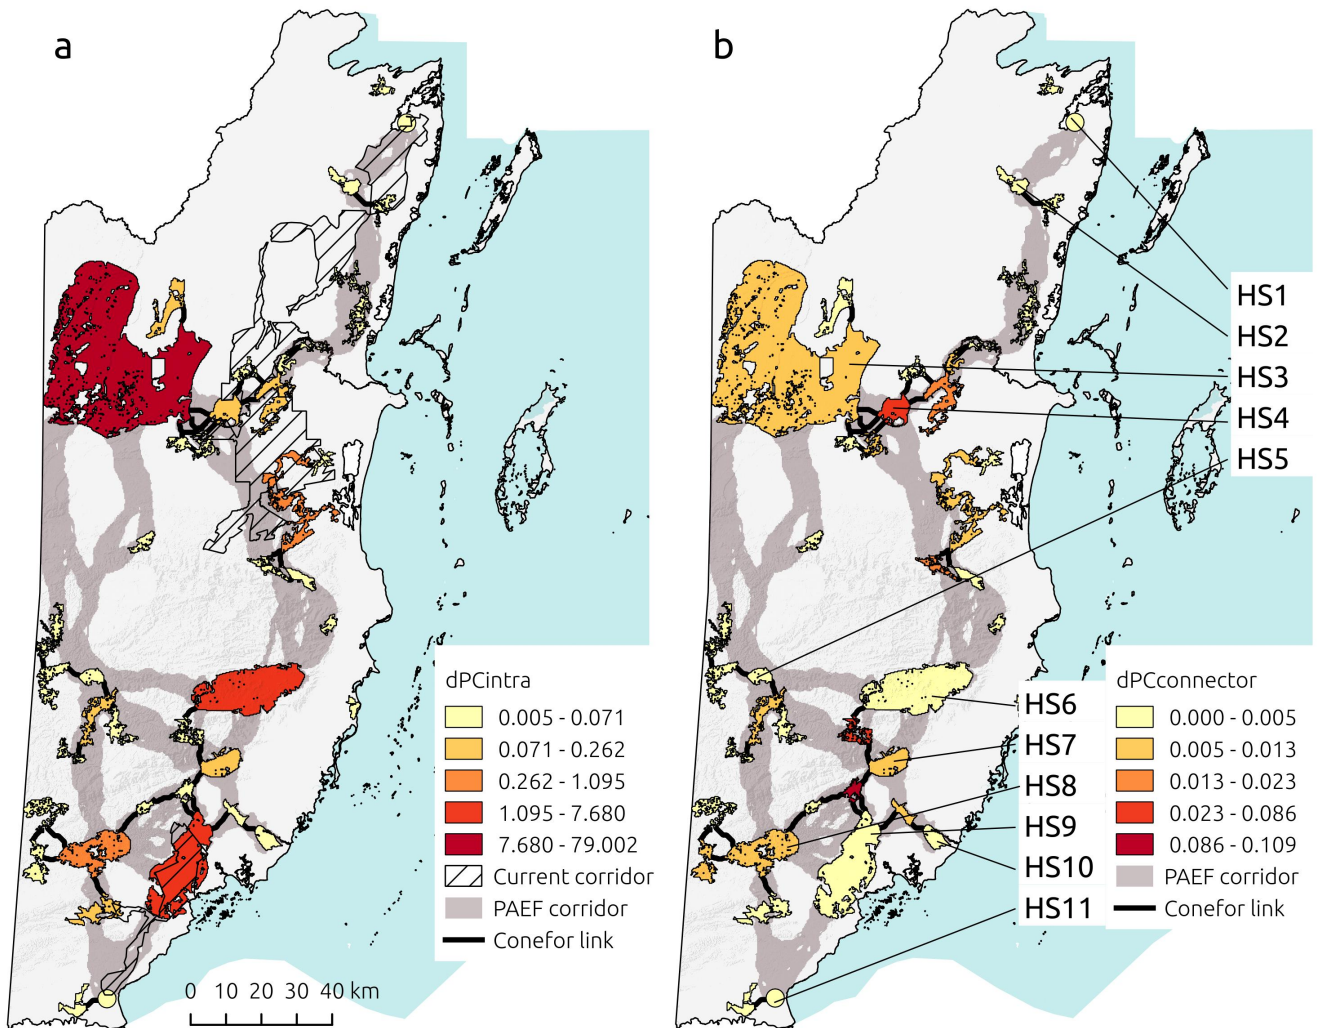 a
b
HS1
HS2
HS3
HS4
HS5
dPCintra
0.005 - 0.071
0.071 - 0.262
0.262 - 1.095
1.095 - 7.680
7.680 - 79.002
Current corridor
PAEF corridor
Conefor link
0 10 20 30 40 km
HS6
HS7
HS8
HS9
HS10
HS11
dPCconnector
0.000 - 0.005
0.005 - 0.013
0.013 - 0.023
0.023 - 0.086
0.086 - 0.109
PAEF corridor
Conefor link